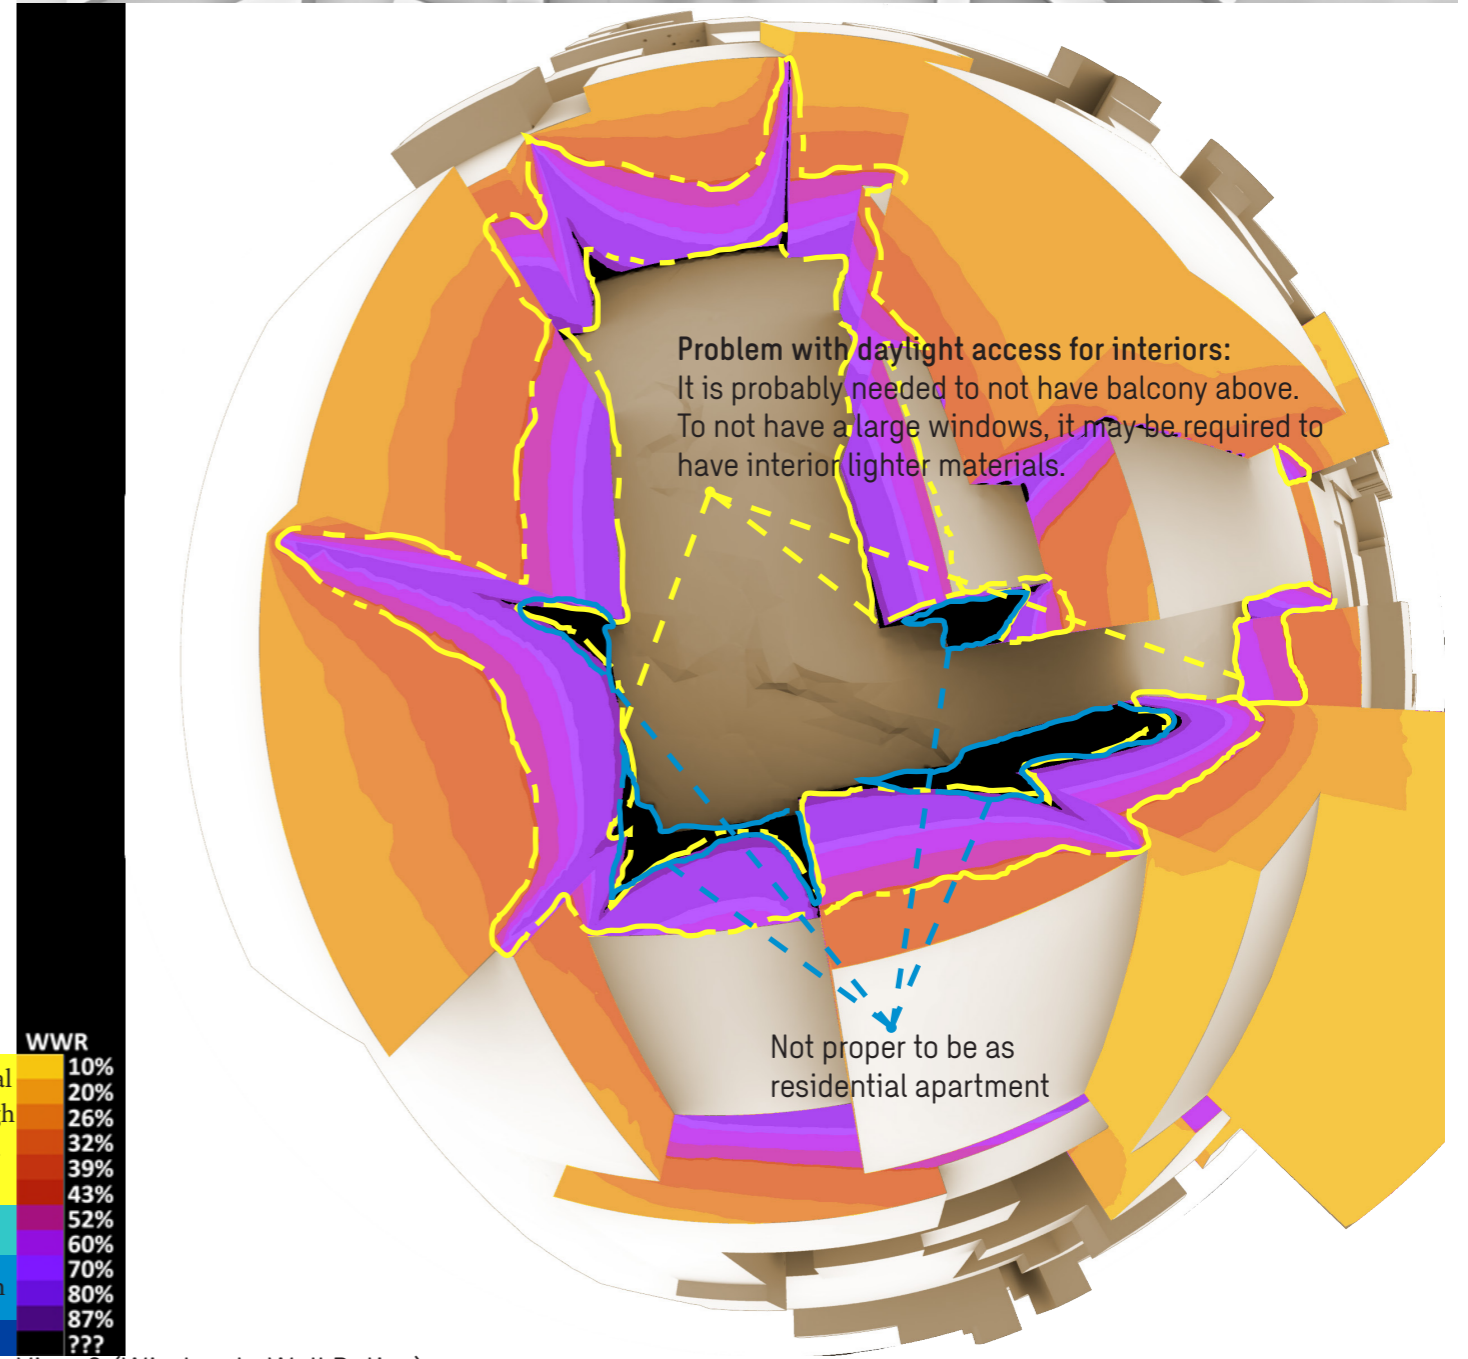 Problem with daylight access for interiors:
It is probably needed to not have balcony above.
To not have a large windows, it may be required to
have interior lighter materials.
Not proper to be as
residential apartment
WWR
10%
20%
26%
32%
39%
43%
52%
60%
70%
80%
87%
???